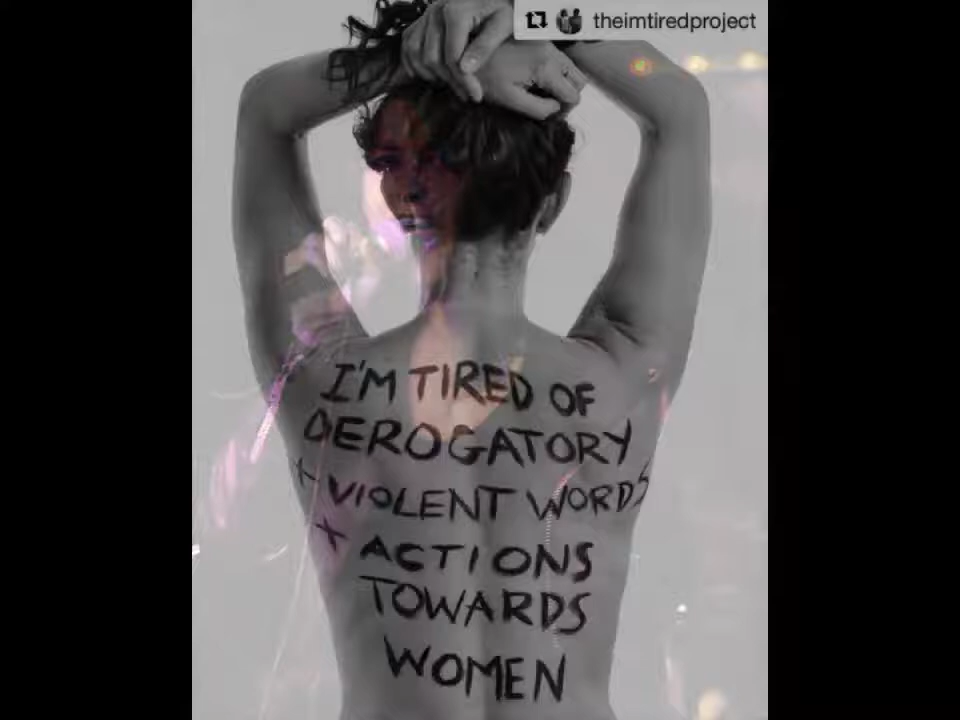 theimtiredproject
I'M TIRED OF
DEROGATORY
+ VIOLENT WORDS
+ ACTIONS
TOWARDS
WOMEN